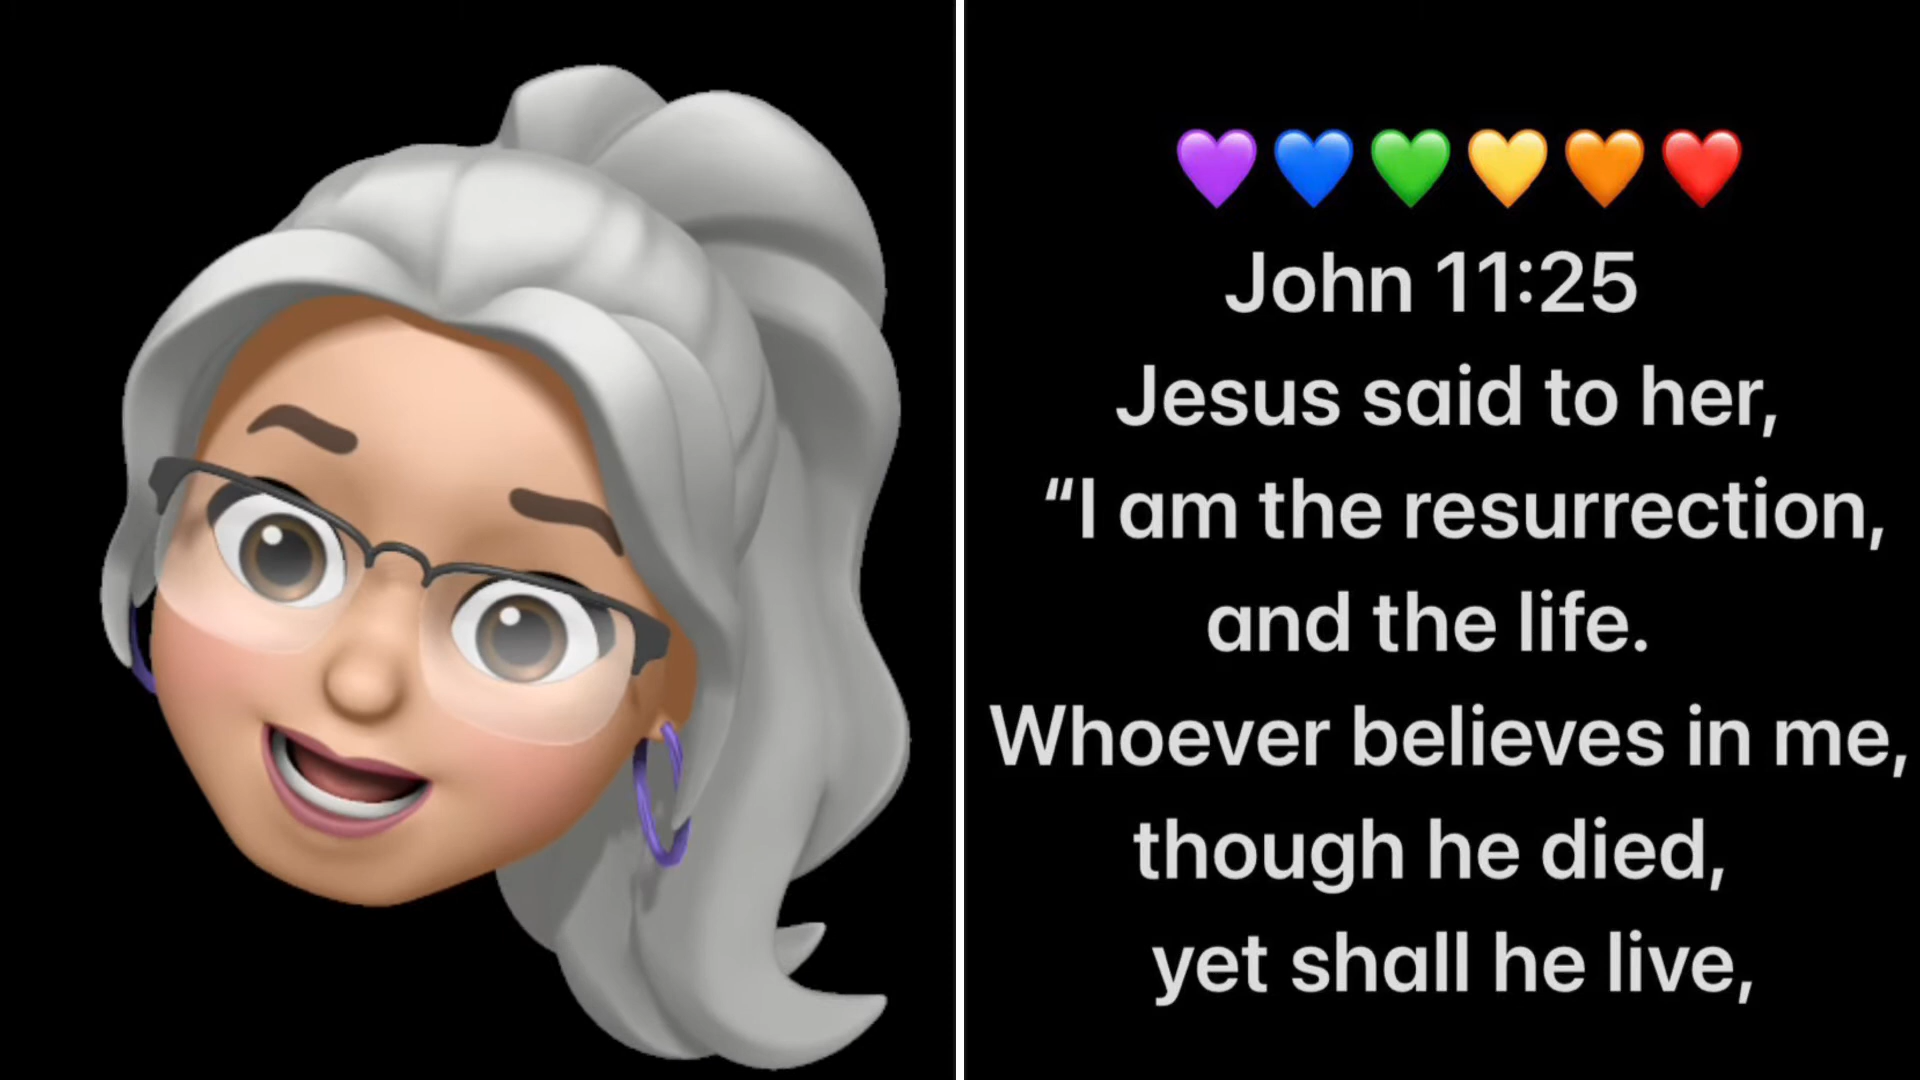 💜💙💚💛🧡❤️
John 11:25
Jesus said to her,
“I am the resurrection,
and the life.
Whoever believes in me,
though he died,
yet shall he live,